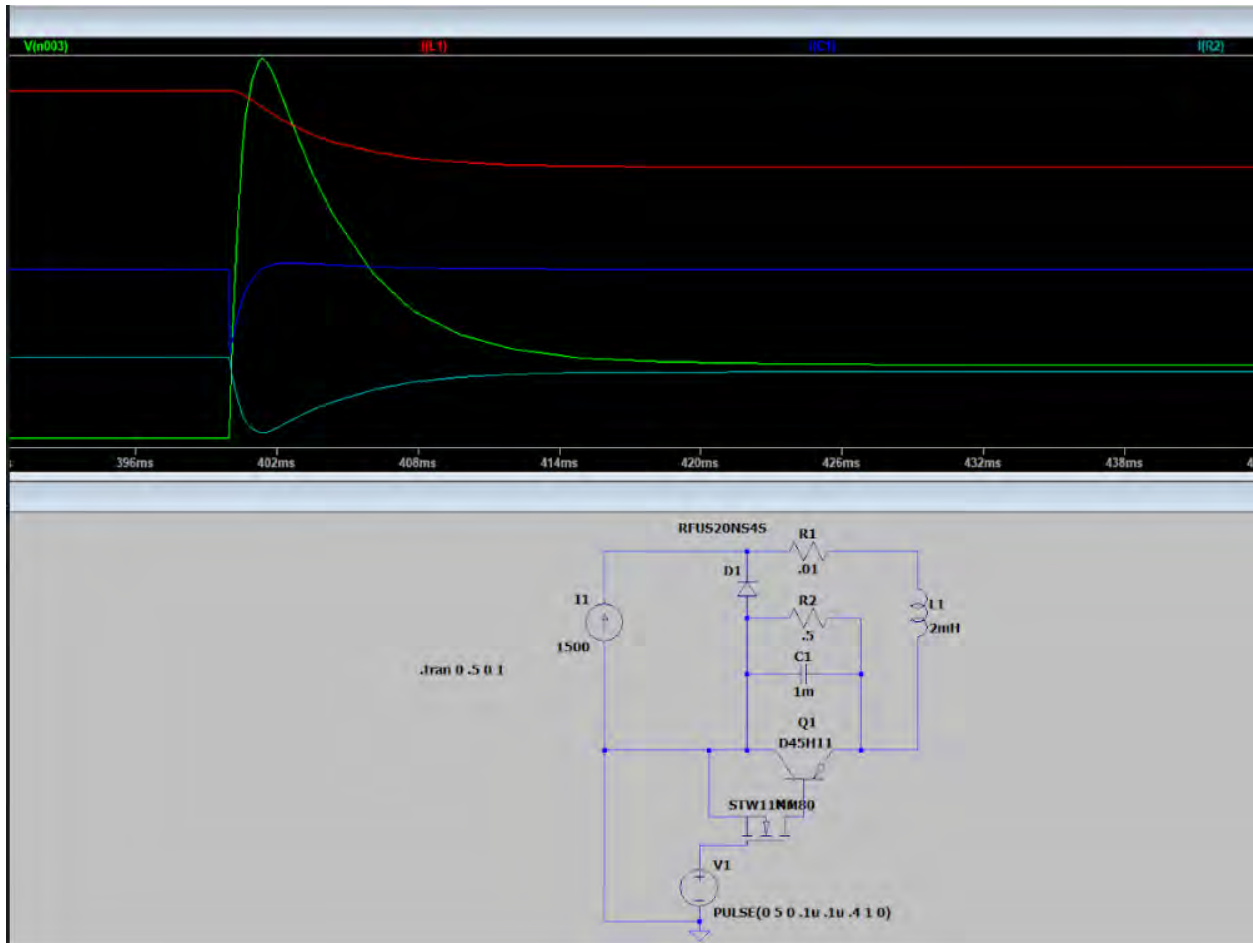 V(n003) I(L1) I(C1) I(R2)
396ms 402ms 408ms 414ms 420ms 426ms 432ms 438ms 4
RFUS20NS4S
R1
.01
D1
I1
1500
R2
.5
L1
2mH
.tran 0 .5 0 1
C1
1m
Q1
D45H11
V1
PULSE(0 5 0 .1u .1u .4 1 0)